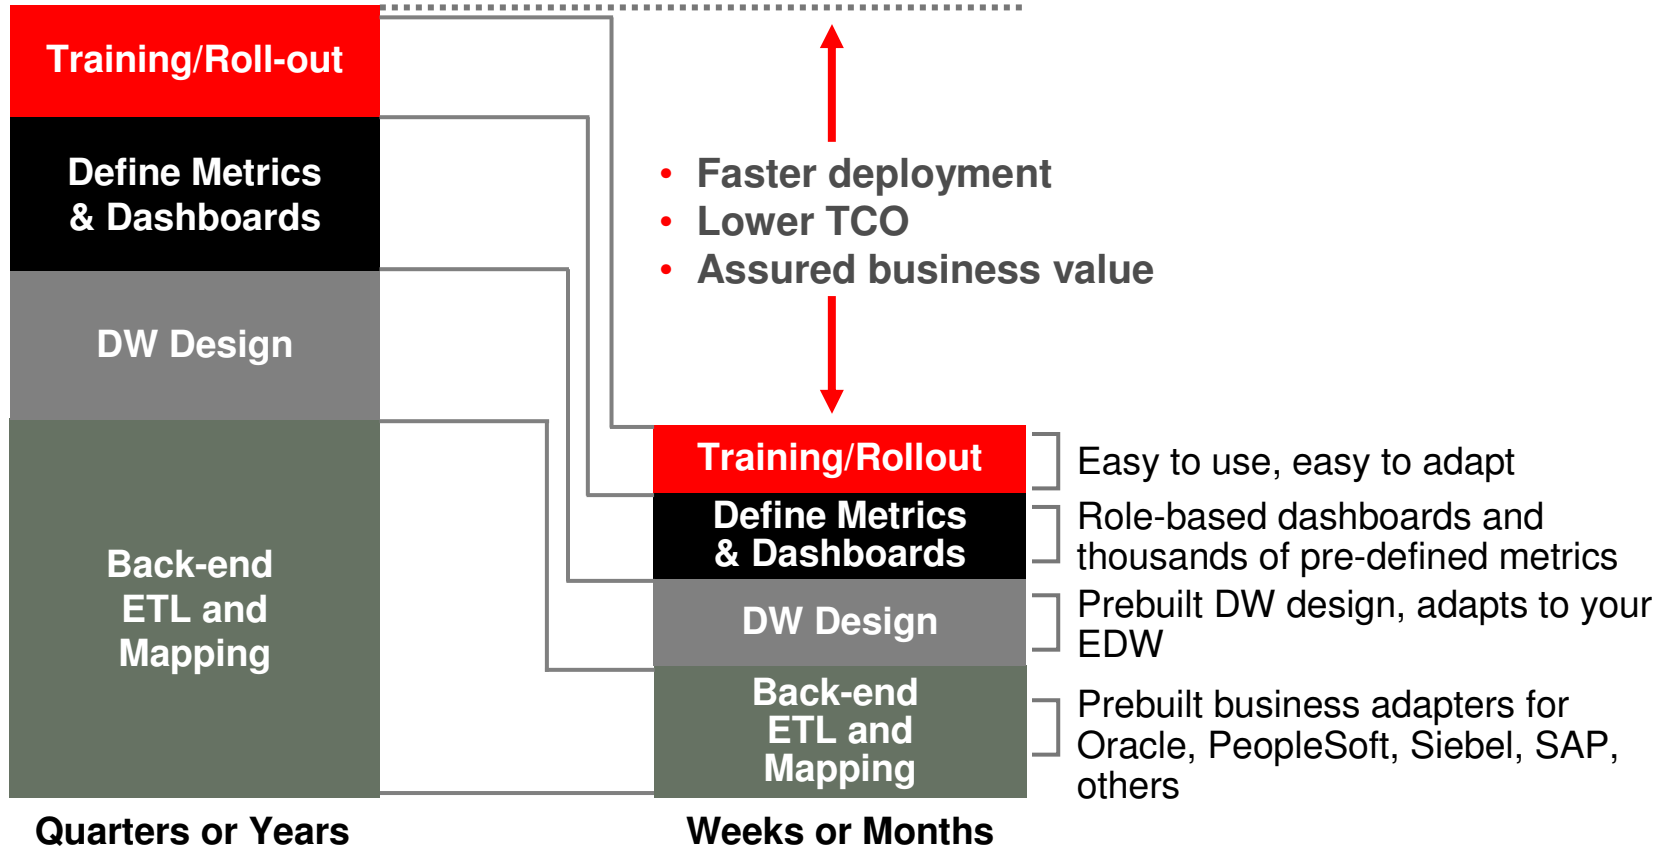 Training/Roll-out
Define Metrics
& Dashboards
DW Design
Back-end
ETL and
Mapping
Quarters or Years
• Faster deployment
• Lower TCO
• Assured business value
Training/Rollout
Define Metrics
& Dashboards
DW Design
Back-end
ETL and
Mapping
Weeks or Months
Easy to use, easy to adapt
Role-based dashboards and
thousands of pre-defined metrics
Prebuilt DW design, adapts to your
EDW
Prebuilt business adapters for
Oracle, PeopleSoft, Siebel, SAP,
others